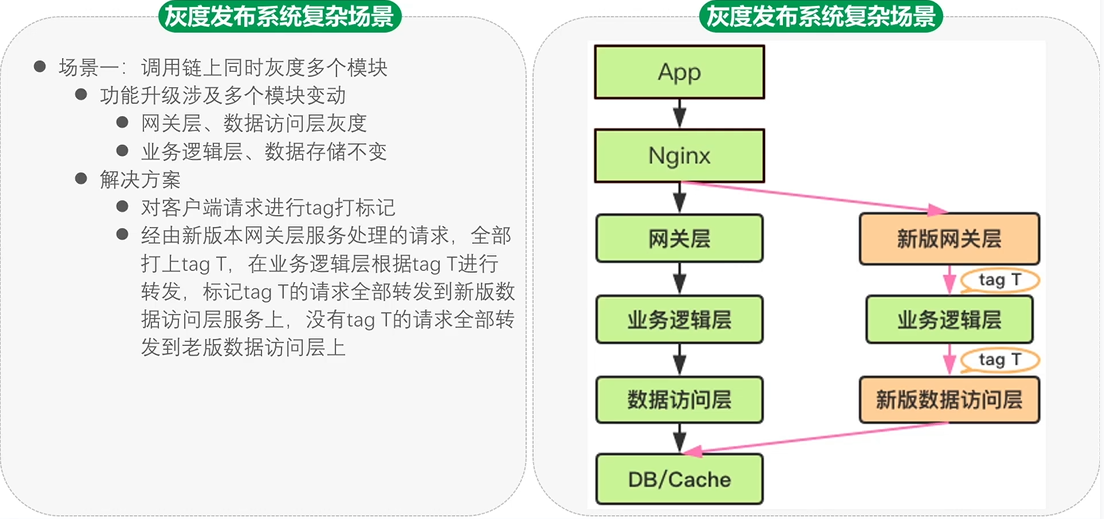 灰度发布系统复杂场景
● 场景一：调用链上同时灰度多个模块
● 功能升级涉及多个模块变动
● 网关层、数据访问层灰度
● 业务逻辑层、数据存储不变
● 解决方案
● 对客户端请求进行tag打标记
● 经由新版本网关层服务处理的请求，全部
打上tag T，在业务逻辑层根据tag T进行
转发，标记tag T的请求全部转发到新版数
据访问层服务上，没有tag T的请求全部转
发到老版数据访问层上
灰度发布系统复杂场景
App
Nginx
网关层
新版网关层
tag T
业务逻辑层
业务逻辑层
tag T
数据访问层
新版数据访问层
DB/Cache